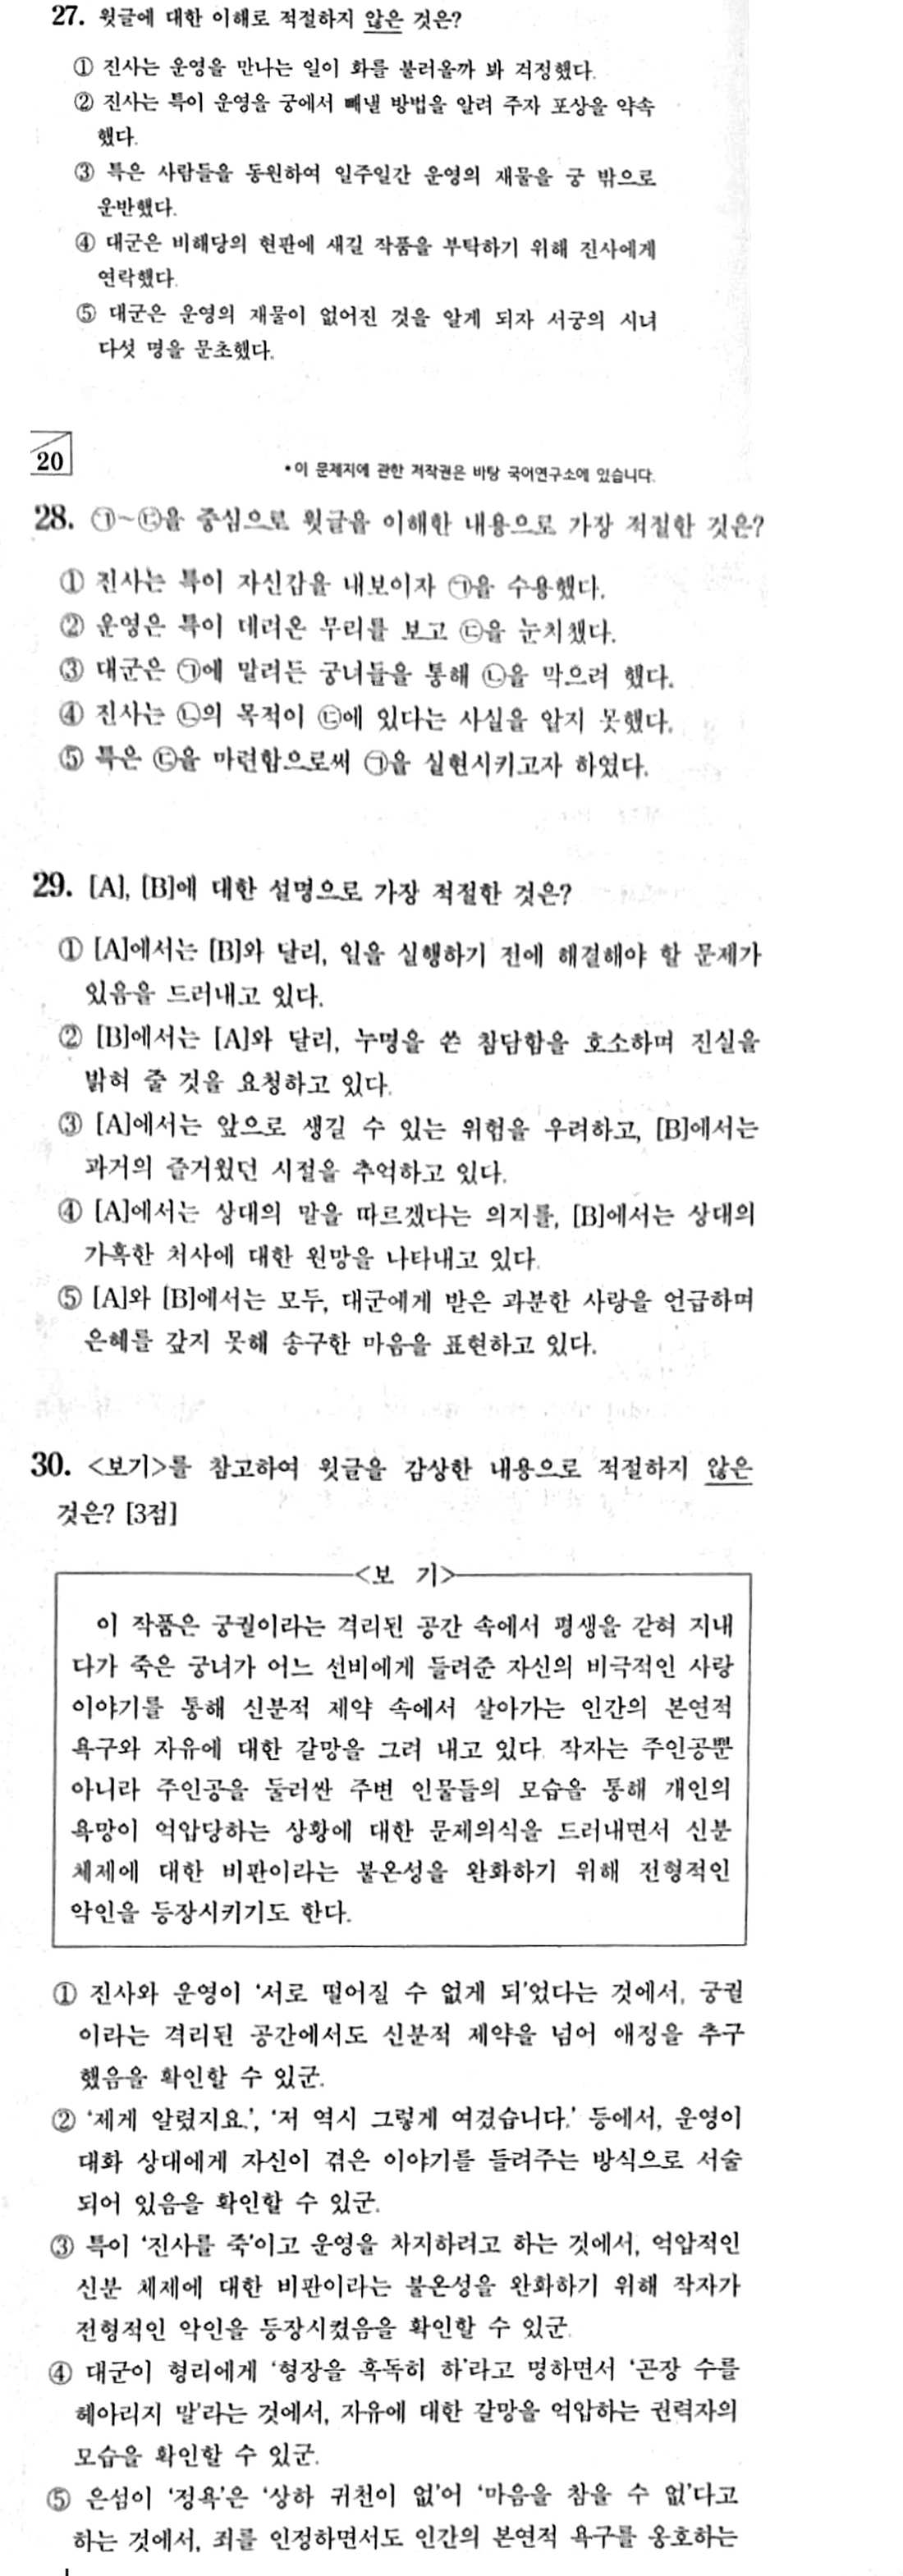 27. 윗글에 대한 이해로 적절하지 않은 것은?
① 진사는 운영을 만나는 일이 화를 불러올까 봐 걱정했다.
② 진사는 특이 운영을 궁에서 빼낼 방법을 알려 주자 포상을 약속
했다.
③ 특은 사람들을 동원하여 일주일간 운영의 재물을 궁 밖으로
운반했다.
④ 대군은 비해당의 현판에 새길 작품을 부탁하기 위해 진사에게
연락했다.
⑤ 대군은 운영의 재물이 없어진 것을 알게 되자 서궁의 시녀
다섯 명을 문초했다.
20
•이 문제지에 관한 저작권은 바탕 국어연구소에 있습니다.
28. ㉠~㉢을 중심으로 윗글을 이해한 내용으로 가장 적절한 것은?
① 진사는 특이 자신감을 내보이자 ㉠을 수용했다.
② 운영은 특이 데려온 무리를 보고 ㉢을 눈치챘다.
③ 대군은 ㉠에 말려든 궁녀들을 통해 ㉡을 막으려 했다.
④ 진사는 ㉡의 목적이 ㉢에 있다는 사실을 알지 못했다.
⑤ 특은 ㉢을 마련함으로써 ㉠을 실현시키고자 하였다.
29. [A], [B]에 대한 설명으로 가장 적절한 것은?
① [A]에서는 [B]와 달리, 일을 실행하기 전에 해결해야 할 문제가
있음을 드러내고 있다.
② [B]에서는 [A]와 달리, 누명을 쓴 참담함을 호소하며 진실을
밝혀 줄 것을 요청하고 있다.
③ [A]에서는 앞으로 생길 수 있는 위험을 우려하고, [B]에서는
과거의 즐거웠던 시절을 추억하고 있다.
④ [A]에서는 상대의 말을 따르겠다는 의지를, [B]에서는 상대의
가혹한 처사에 대한 원망을 나타내고 있다.
⑤ [A]와 [B]에서는 모두, 대군에게 받은 과분한 사랑을 언급하며
은혜를 갚지 못해 송구한 마음을 표현하고 있다.
30. <보기>를 참고하여 윗글을 감상한 내용으로 적절하지 않은
것은? [3점]
<보 기>
이 작품은 궁궐이라는 격리된 공간 속에서 평생을 갇혀 지내
다가 죽은 궁녀가 어느 선비에게 들려준 자신의 비극적인 사랑
이야기를 통해 신분적 제약 속에서 살아가는 인간의 본연적
욕구와 자유에 대한 갈망을 그려 내고 있다. 작자는 주인공뿐
아니라 주인공을 둘러싼 주변 인물들의 모습을 통해 개인의
욕망이 억압당하는 상황에 대한 문제의식을 드러내면서 신분
체제에 대한 비판이라는 불온성을 완화하기 위해 전형적인
악인을 등장시키기도 한다.
① 진사와 운영이 ‘서로 떨어질 수 없게 되’었다는 것에서, 궁궐
이라는 격리된 공간에서도 신분적 제약을 넘어 애정을 추구
했음을 확인할 수 있군.
② ‘제게 알렸지요.’, ‘저 역시 그렇게 여겼습니다.’ 등에서, 운영이
대화 상대에게 자신이 겪은 이야기를 들려주는 방식으로 서술
되어 있음을 확인할 수 있군.
③ 특이 ‘진사를 죽’이고 운영을 차지하려고 하는 것에서, 억압적인
신분 체제에 대한 비판이라는 불온성을 완화하기 위해 작자가
전형적인 악인을 등장시켰음을 확인할 수 있군.
④ 대군이 형리에게 ‘형장을 혹독히 하’라고 명하면서 ‘곤장 수를
헤아리지 말’라는 것에서, 자유에 대한 갈망을 억압하는 권력자의
모습을 확인할 수 있군.
⑤ 은섬이 ‘정욕’은 ‘상하 귀천이 없’어 ‘마음을 참을 수 없’다고
하는 것에서, 죄를 인정하면서도 인간의 본연적 욕구를 옹호하는